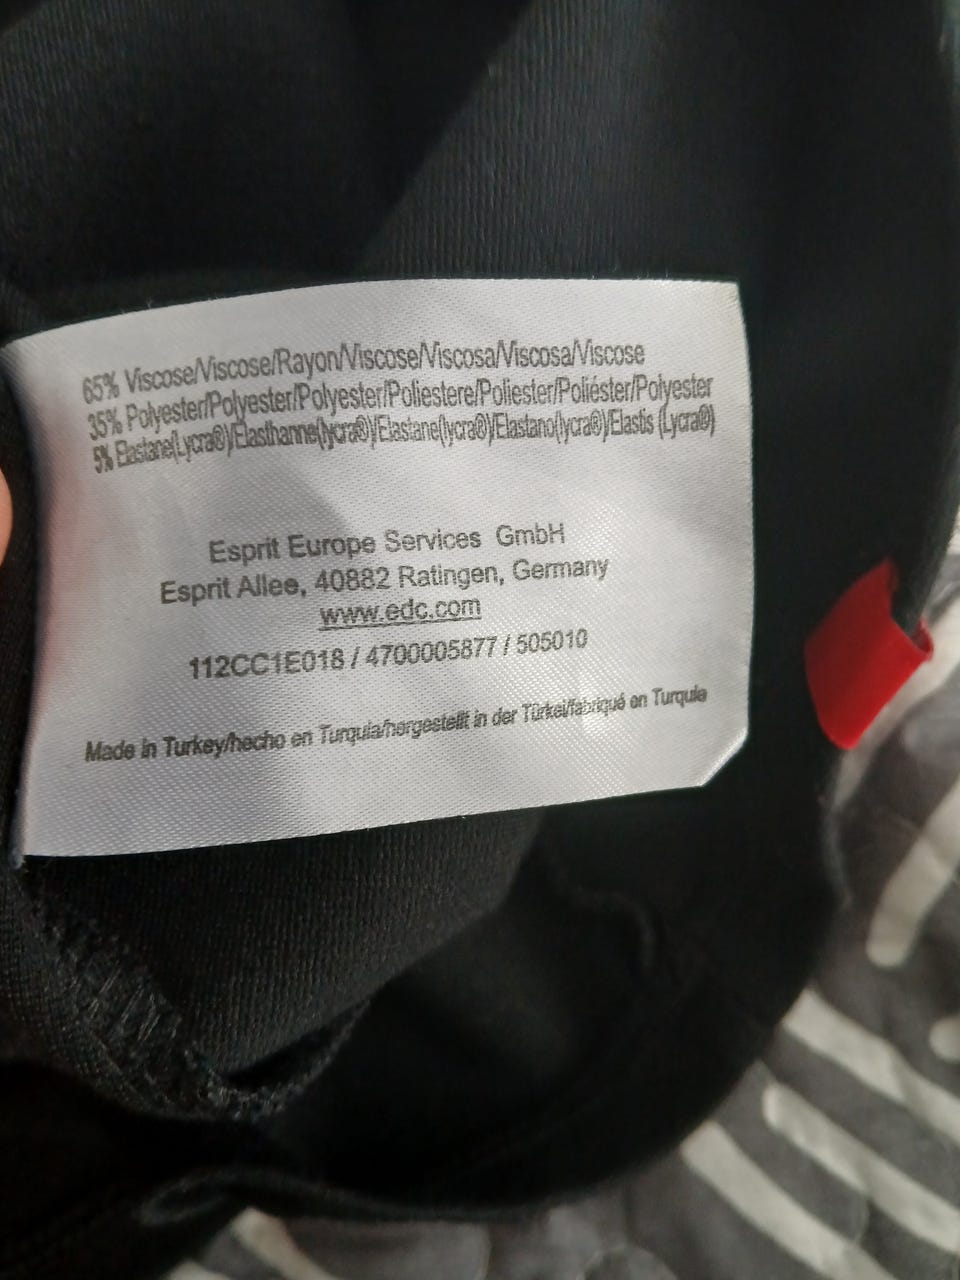 65% Viscose/Viscose/Rayon/Viscose/Viscosa/Viscosa/Viscose
35% Polyester/Polyester/Polyester/Poliestere/Poliester/Poliéster/Polyester
5% Elastane(Lycra®)/Elasthanne(lycra®)/Elastane(lycra®)/Elastano(lycra®)/Elastis (Lycra®)
Esprit Europe Services GmbH
Esprit Allee, 40882 Ratingen, Germany
www.edc.com
112CC1E018 / 4700005877 / 505010
Made in Turkey/hecho en Turquia/hergestellt in der Türkei/fabriqué en Turquia